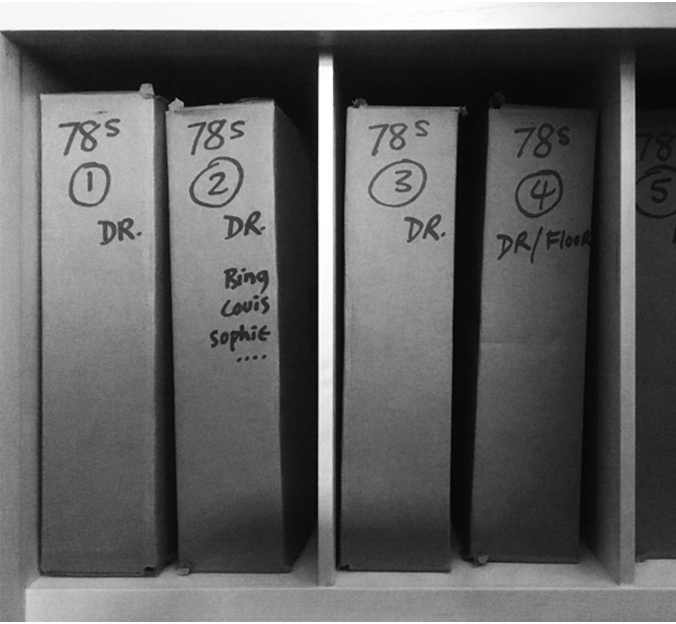 78s
1
DR.
78s
2
DR.
Bing
Louis
Sophie
....
78s
3
DR.
78s
4
DR/Floor
78
5